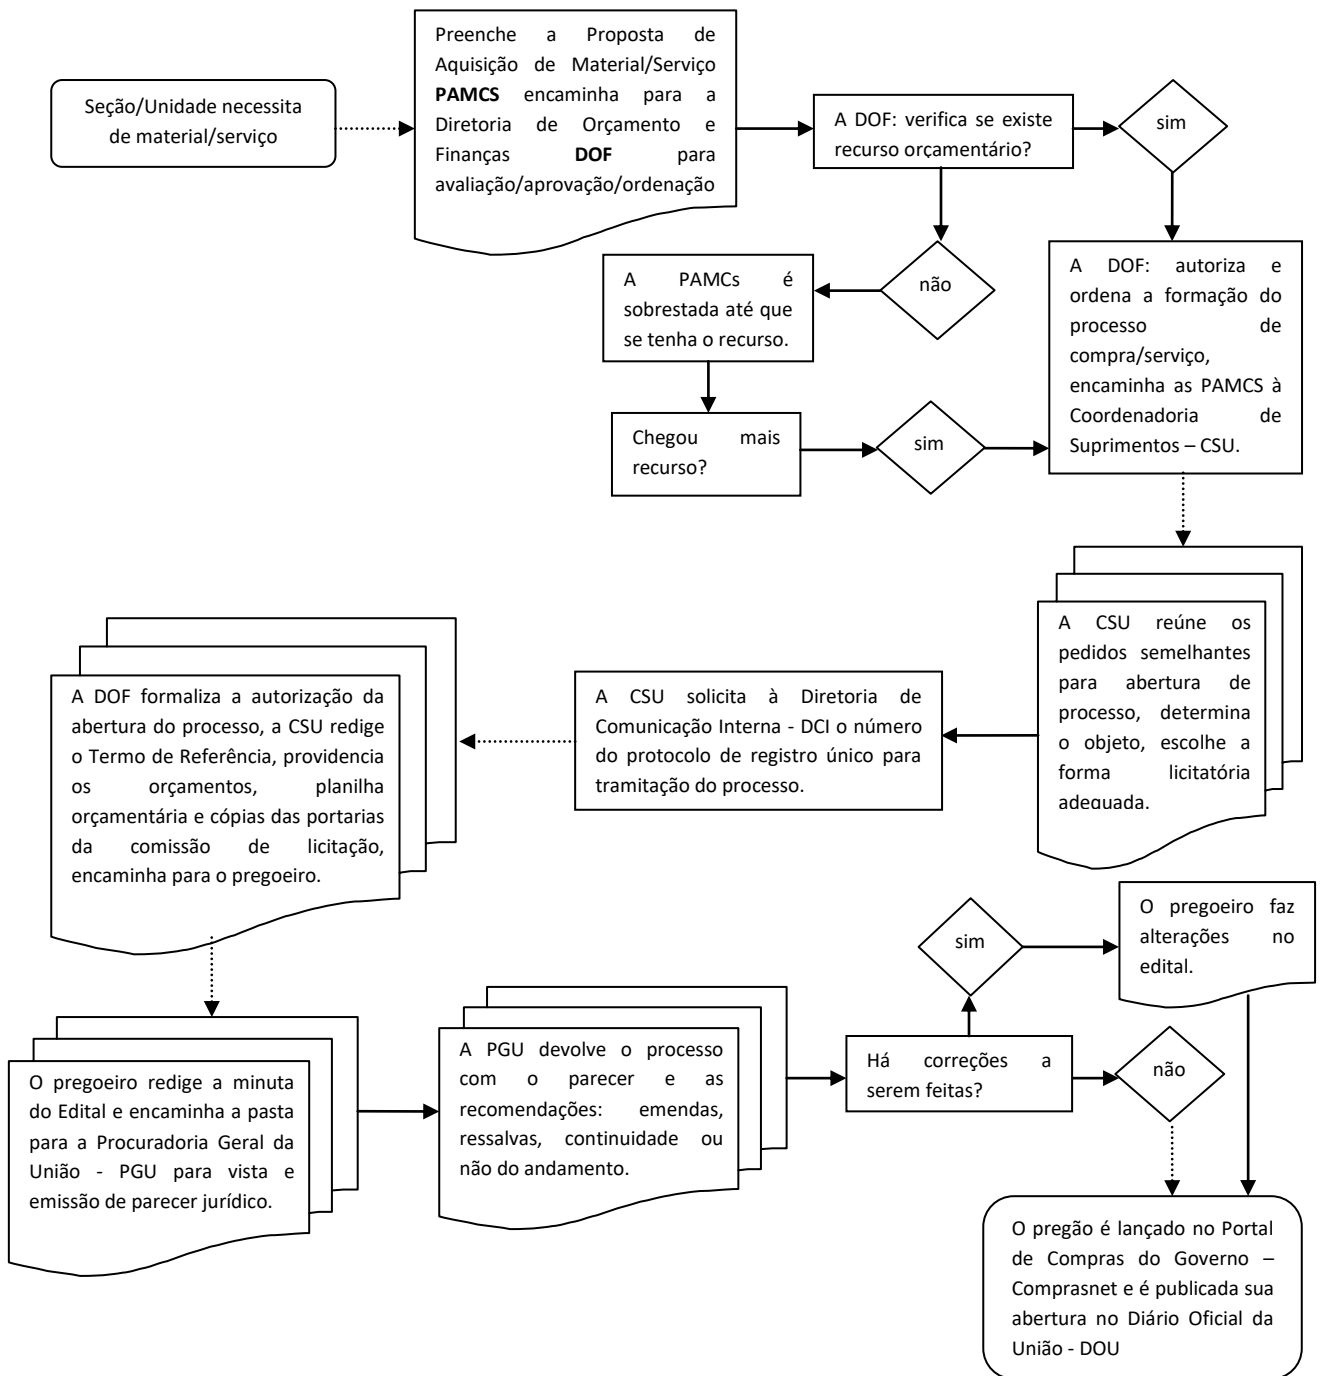 Seção/Unidade necessita
de material/serviço
Preenche a Proposta de
Aquisição de Material/Serviço
PAMCS encaminha para a
Diretoria de Orçamento e
Finanças DOF para
avaliação/aprovação/ordenação
A DOF: verifica se existe
recurso orçamentário?
sim
não
A PAMCs é
sobrestada até que
se tenha o recurso.
Chegou mais
recurso?
sim
A DOF: autoriza e
ordena a formação do
processo de
compra/serviço,
encaminha as PAMCS à
Coordenadoria de
Suprimentos – CSU.
A CSU reúne os
pedidos semelhantes
para abertura de
processo, determina
o objeto, escolhe a
forma licitatória
adequada.
A CSU solicita à Diretoria de
Comunicação Interna - DCI o número
do protocolo de registro único para
tramitação do processo.
A DOF formaliza a autorização da
abertura do processo, a CSU redige
o Termo de Referência, providencia
os orçamentos, planilha
orçamentária e cópias das portarias
da comissão de licitação,
encaminha para o pregoeiro.
O pregoeiro redige a minuta
do Edital e encaminha a pasta
para a Procuradoria Geral da
União - PGU para vista e
emissão de parecer jurídico.
A PGU devolve o processo
com o parecer e as
recomendações: emendas,
ressalvas, continuidade ou
não do andamento.
Há correções a
serem feitas?
sim
O pregoeiro faz
alterações no
edital.
não
O pregão é lançado no Portal
de Compras do Governo –
Comprasnet e é publicada sua
abertura no Diário Oficial da
União - DOU